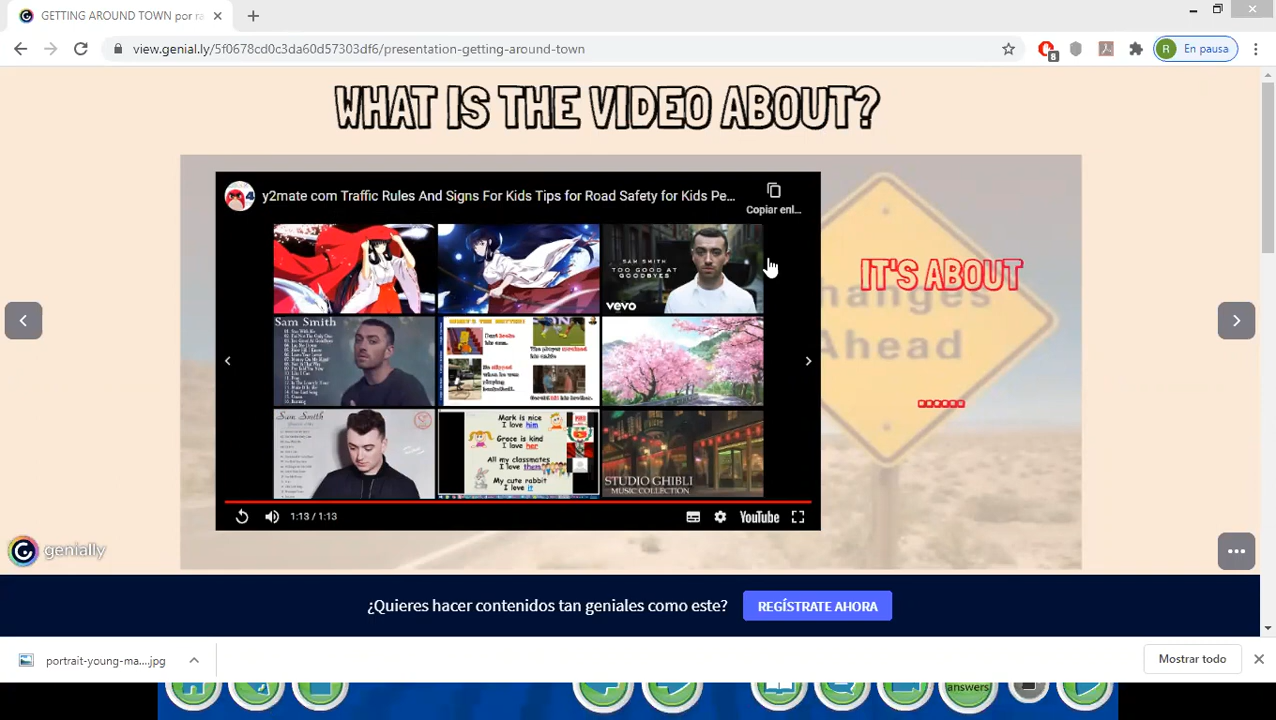 GETTING AROUND TOWN por ra
view.genial.ly/5f0678cd0c3da60d57303df6/presentation-getting-around-town
8
R
En pausa
WHAT IS THE VIDEO ABOUT?
y2mate com Traffic Rules And Signs For Kids Tips for Road Safety for Kids Pe...
Copiar enl...
SAM SMITH
TOO GOOD AT
GOODBYES
vevo
Sam Smith
Sam Smith
Mark is nice
I love him
Grace is kind
I love her
All my classmates
I love them
My cute rabbit
I love it
STUDIO GHIBLI
MUSIC COLLECTION
1:13 / 1:13
YouTube
IT'S ABOUT
......
Changes
Ahead
genially
¿Quieres hacer contenidos tan geniales como este?
REGÍSTRATE AHORA
portrait-young-ma....jpg
Mostrar todo
answers